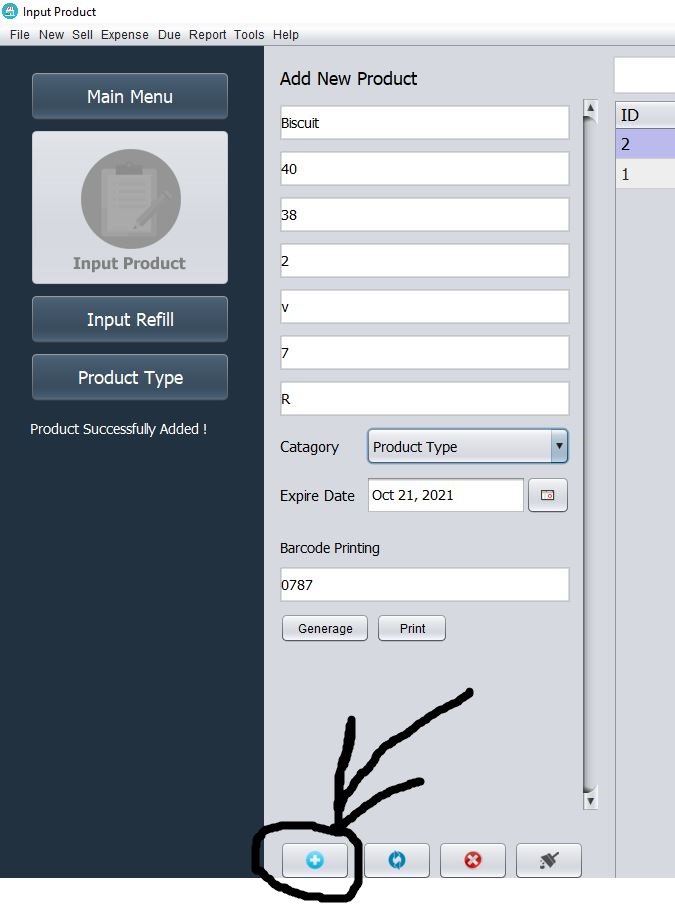 Input Product
File New Sell Expense Due Report Tools Help
Main Menu
Input Product
Input Refill
Product Type
Product Successfully Added !
Add New Product
Biscuit
40
38
2
v
7
R
Catagory Product Type
Expire Date Oct 21, 2021
Barcode Printing
0787
Generage Print
ID
2
1